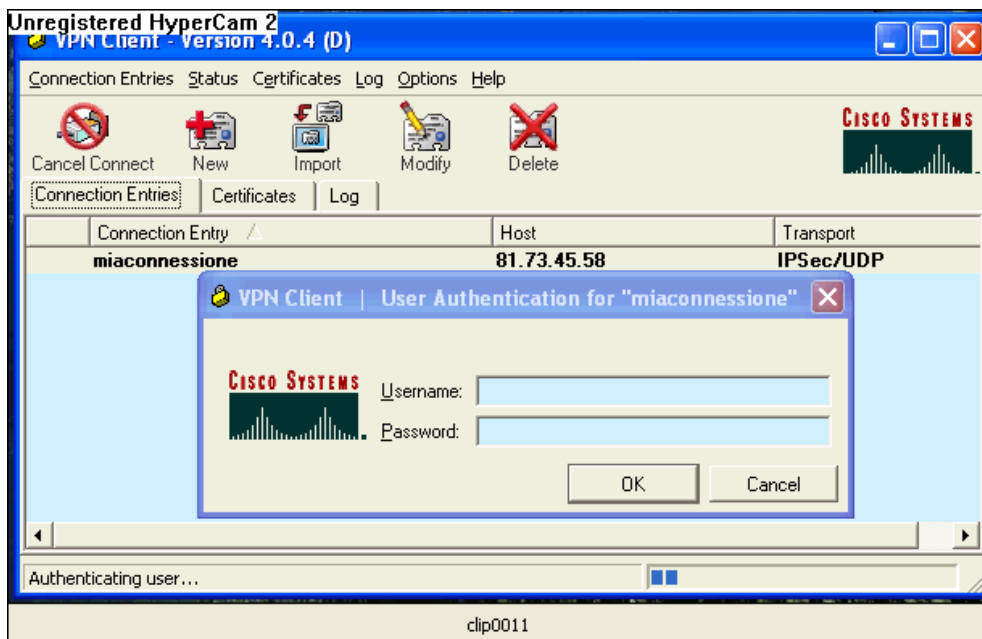 Unregistered HyperCam 2
VPN Client - Version 4.0.4 (D)
Connection Entries Status Certificates Log Options Help
Cancel Connect New Import Modify Delete
CISCO SYSTEMS
Connection Entries Certificates Log
Connection Entry Host Transport
miaconnessione 81.73.45.58 IPSec/UDP
VPN Client | User Authentication for "miaconnessione"
CISCO SYSTEMS
Username:
Password:
OK Cancel
Authenticating user...
clip0011